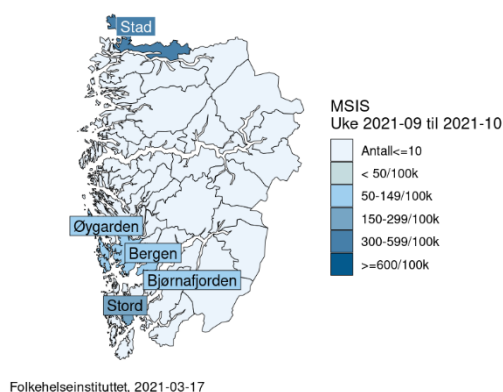 Stad
Øygarden
Bergen
Bjørnafjorden
Stord
MSIS
Uke 2021-09 til 2021-10
Antall<=10
< 50/100k
50-149/100k
150-299/100k
300-599/100k
>=600/100k
Folkehelseinstituttet, 2021-03-17